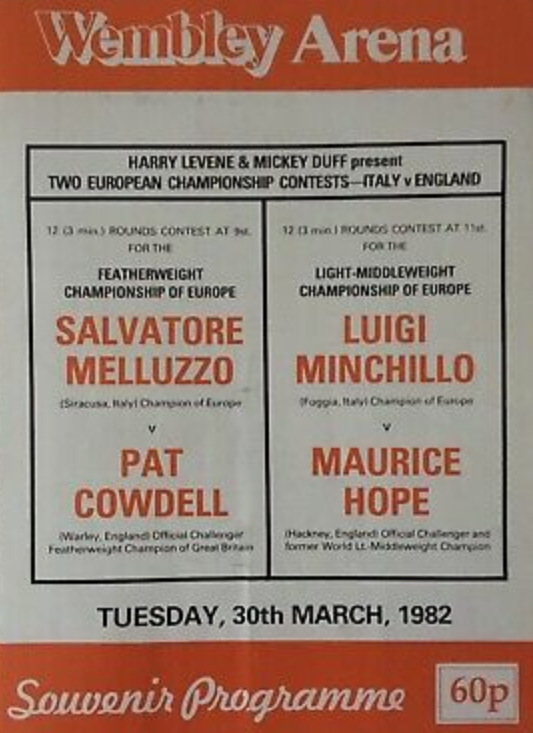 Wembley Arena
HARRY LEVENE & MICKEY DUFF present
TWO EUROPEAN CHAMPIONSHIP CONTESTS—ITALY v ENGLAND
12 (3 min.) ROUNDS CONTEST AT 9st.
FOR THE
FEATHERWEIGHT
CHAMPIONSHIP OF EUROPE
SALVATORE
MELLUZZO
(Siracusa, Italy) Champion of Europe
v
PAT
COWDELL
(Warley, England) Official Challenger
Featherweight Champion of Great Britain
12 (3 min.) ROUNDS CONTEST AT 11st.
FOR THE
LIGHT-MIDDLEWEIGHT
CHAMPIONSHIP OF EUROPE
LUIGI
MINCHILLO
(Foggia, Italy) Champion of Europe
v
MAURICE
HOPE
(Hackney, England) Official Challenger and
former World Lt.-Middleweight Champion
TUESDAY, 30th MARCH, 1982
Souvenir Programme
60p